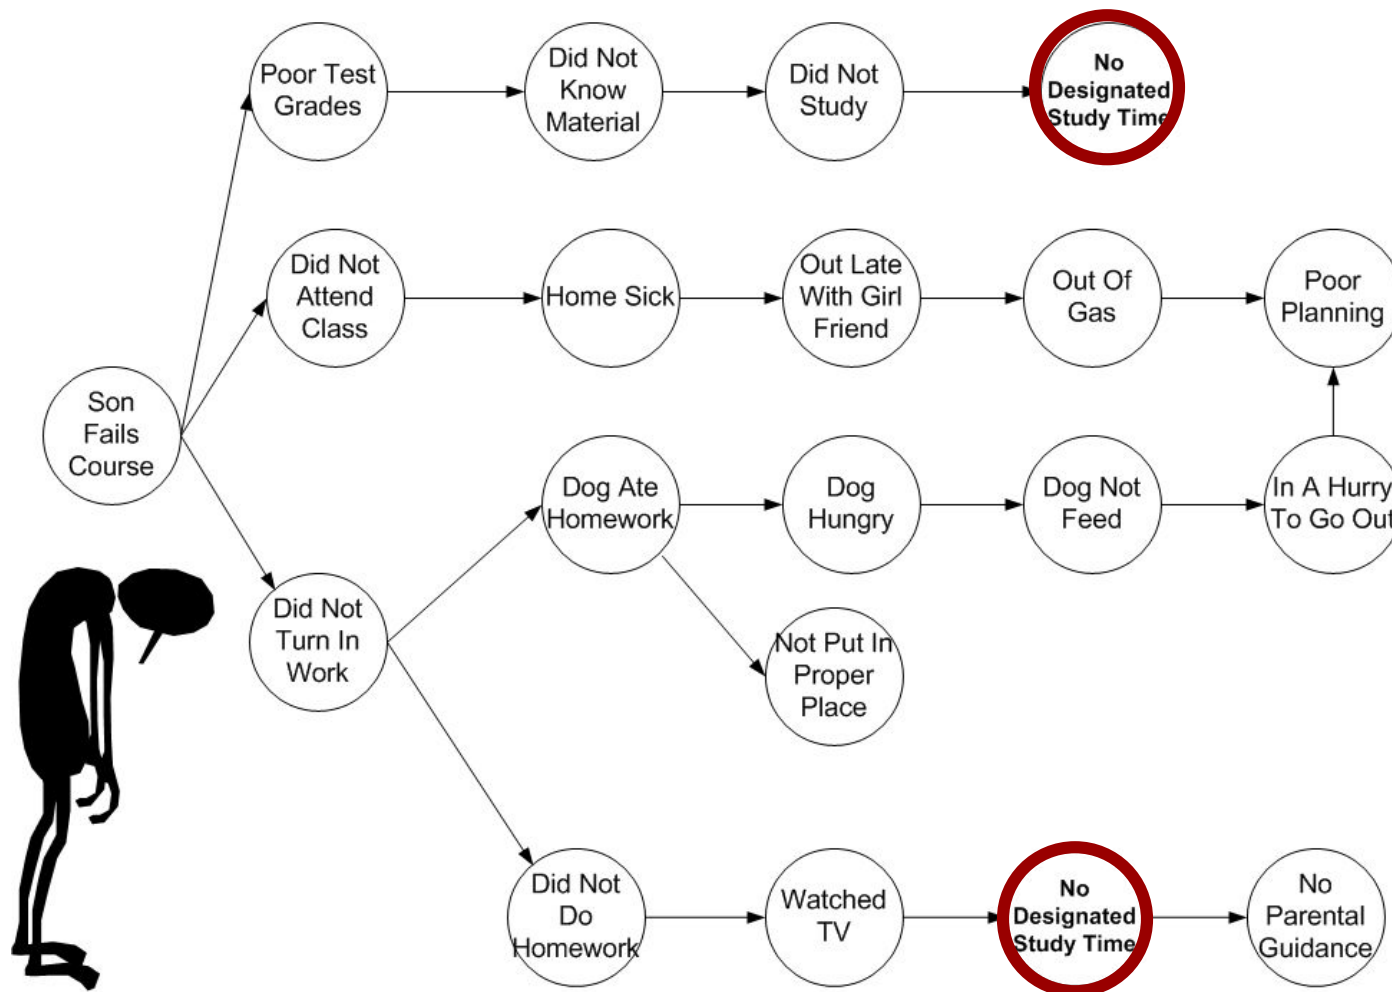 Poor Test
Grades
Did Not
Know
Material
Did Not
Study
No
Designated
Study Time
Did Not
Attend
Class
Home Sick
Out Late
With Girl
Friend
Out Of
Gas
Poor
Planning
Son
Fails
Course
Dog Ate
Homework
Dog
Hungry
Dog Not
Feed
In A Hurry
To Go Out
Did Not
Turn In
Work
Not Put In
Proper
Place
Did Not
Do
Homework
Watched
TV
No
Designated
Study Time
No
Parental
Guidance